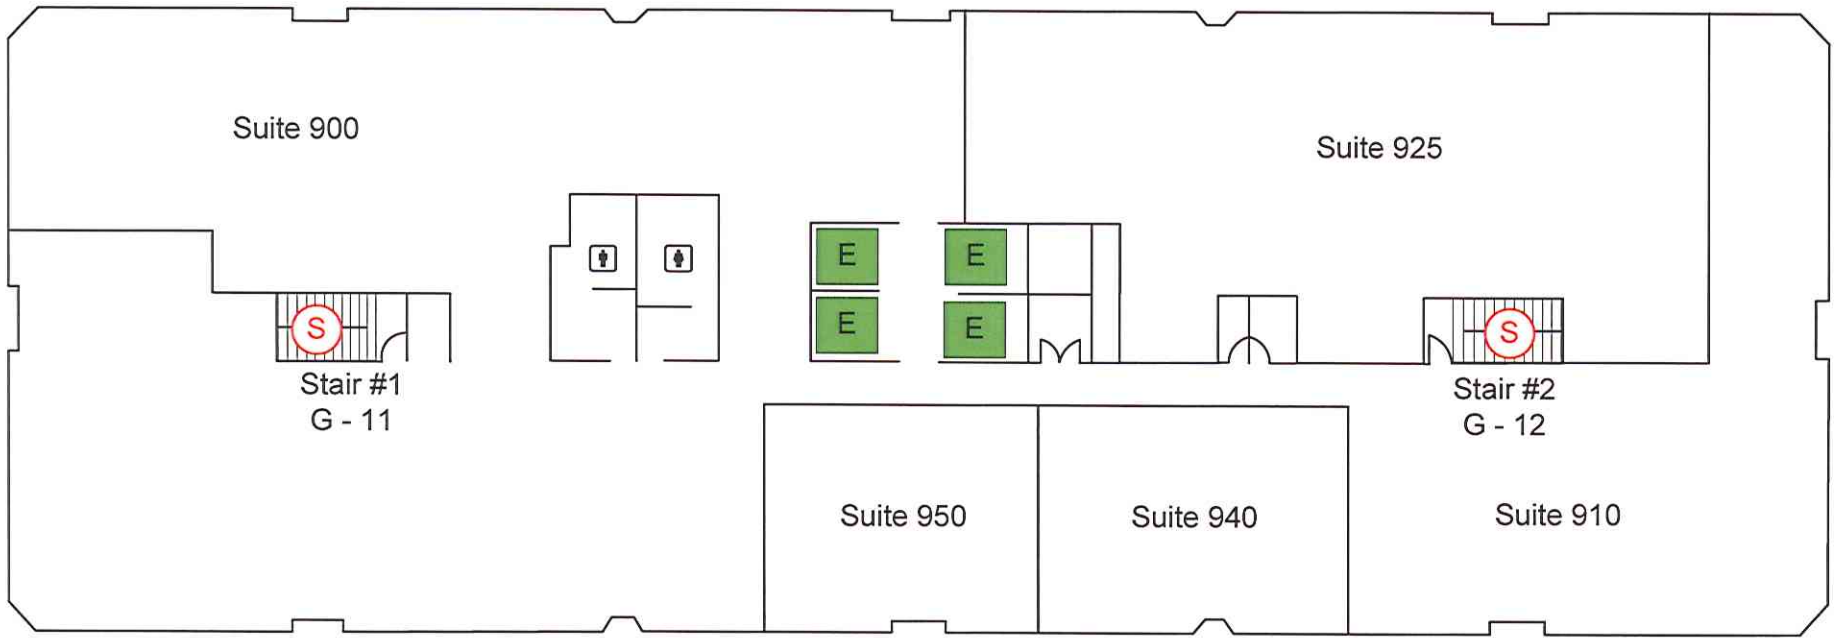 Suite 900
Suite 925
E
E
E
E
S
S
Stair #1
G - 11
Stair #2
G - 12
Suite 950
Suite 940
Suite 910